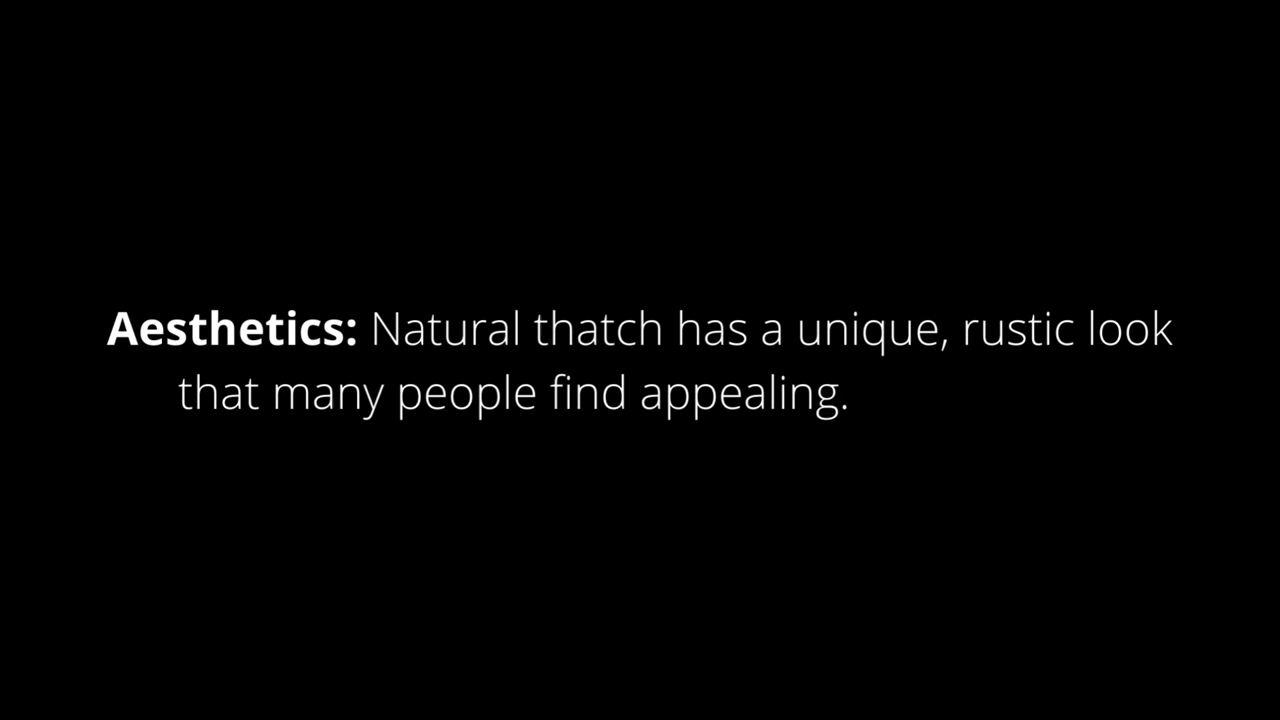 Aesthetics: Natural thatch has a unique, rustic look
that many people find appealing.